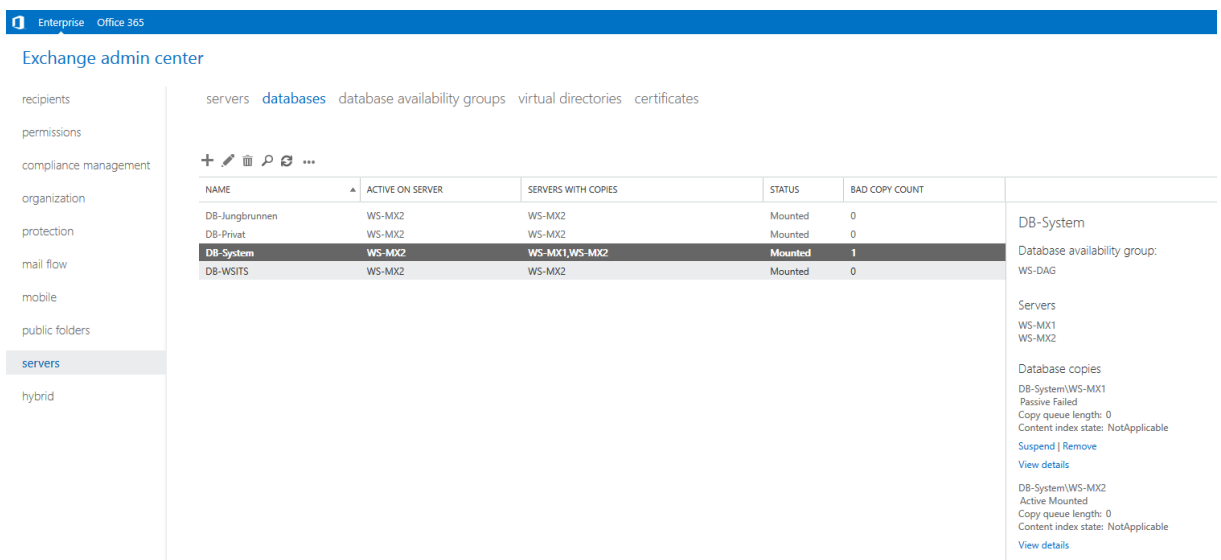 Enterprise Office 365
Exchange admin center
recipients
permissions
compliance management
organization
protection
mail flow
mobile
public folders
servers
hybrid
servers databases database availability groups virtual directories certificates
NAME ACTIVE ON SERVER SERVERS WITH COPIES STATUS BAD COPY COUNT
DB-Jungbrunnen WS-MX2 WS-MX2 Mounted 0
DB-Privat WS-MX2 WS-MX2 Mounted 0
DB-System WS-MX2 WS-MX1,WS-MX2 Mounted 1
DB-WSITS WS-MX2 WS-MX2 Mounted 0
DB-System
Database availability group:
WS-DAG
Servers
WS-MX1
WS-MX2
Database copies
DB-System\WS-MX1
Passive Failed
Copy queue length: 0
Content index state: NotApplicable
Suspend | Remove
View details
DB-System\WS-MX2
Active Mounted
Copy queue length: 0
Content index state: NotApplicable
View details